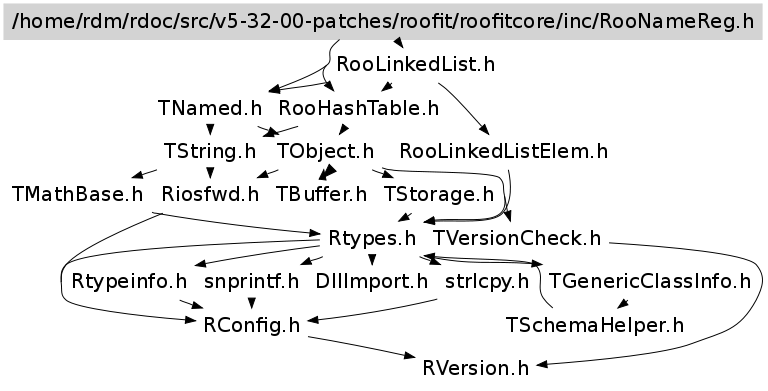 /home/rdm/rdoc/src/v5-32-00-patches/roofit/roofitcore/inc/RooNameReg.h
RooLinkedList.h
TNamed.h RooHashTable.h
TString.h TObject.h RooLinkedListElem.h
TMathBase.h Riosfwd.h TBuffer.h TStorage.h
Rtypes.h TVersionCheck.h
Rtypeinfo.h snprintf.h DllImport.h strlcpy.h TGenericClassInfo.h
RConfig.h TSchemaHelper.h
RVersion.h